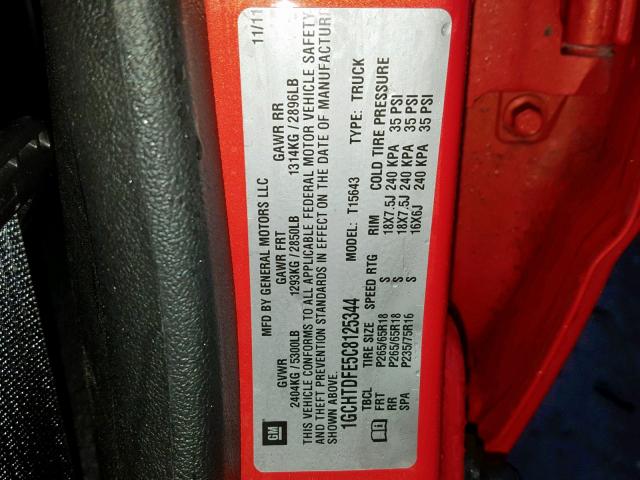 GM
MFD BY GENERAL MOTORS LLC 11/11
GVWR GAWR FRT GAWR RR
2404KG / 5300LB 1293KG / 2850LB 1314KG / 2896LB
THIS VEHICLE CONFORMS TO ALL APPLICABLE FEDERAL MOTOR VEHICLE SAFETY
AND THEFT PREVENTION STANDARDS IN EFFECT ON THE DATE OF MANUFACTURE
SHOWN ABOVE.
1GCHTDFE5C8125344 MODEL: T15643 TYPE: TRUCK
TBCL TIRE SIZE SPEED RTG RIM COLD TIRE PRESSURE
FRT P265/65R18 S 18X7.5J 240 KPA 35 PSI
RR P265/65R18 S 18X7.5J 240 KPA 35 PSI
SPA P235/75R16 S 16X6J 240 KPA 35 PSI